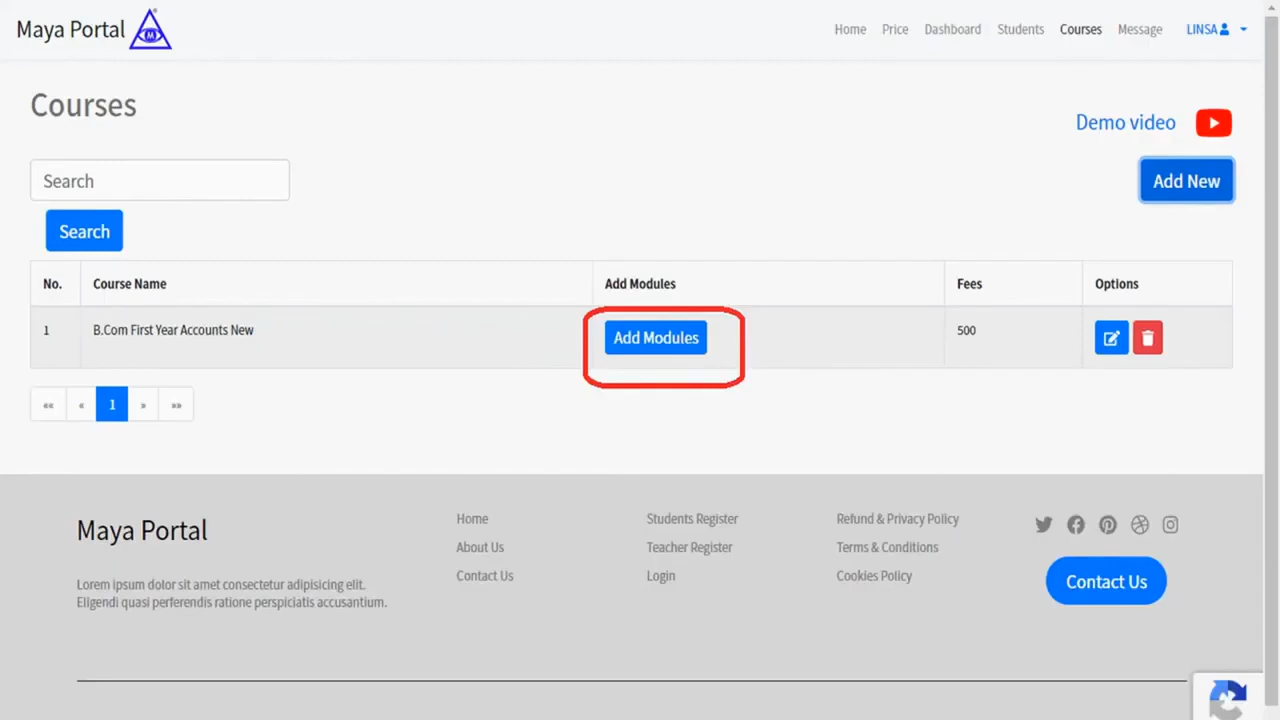 Maya Portal
Home Price Dashboard Students Courses Message LINSA
Courses
Demo video
Search
Add New
Search
No. Course Name Add Modules Fees Options
1 B.Com First Year Accounts New Add Modules 500
«« « 1 » »»
Maya Portal
Lorem ipsum dolor sit amet consectetur adipisicing elit.
Eligendi quasi perferendis ratione perspiciatis accusantium.
Home
About Us
Contact Us
Students Register
Teacher Register
Login
Refund & Privacy Policy
Terms & Conditions
Cookies Policy
Contact Us